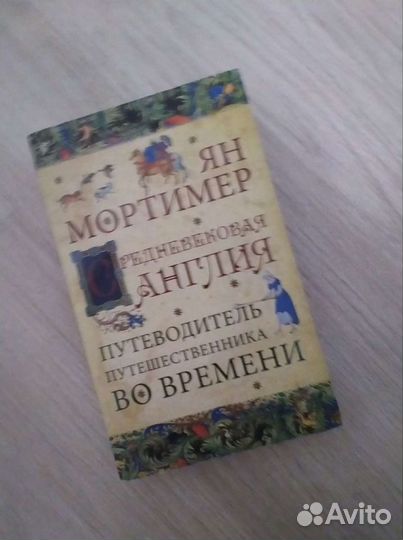 ЯН
МОРТИМЕР
СРЕДНЕВЕКОВАЯ
АНГЛИЯ
ПУТЕВОДИТЕЛЬ
ПУТЕШЕСТВЕННИКА
ВО ВРЕМЕНИ
Avito